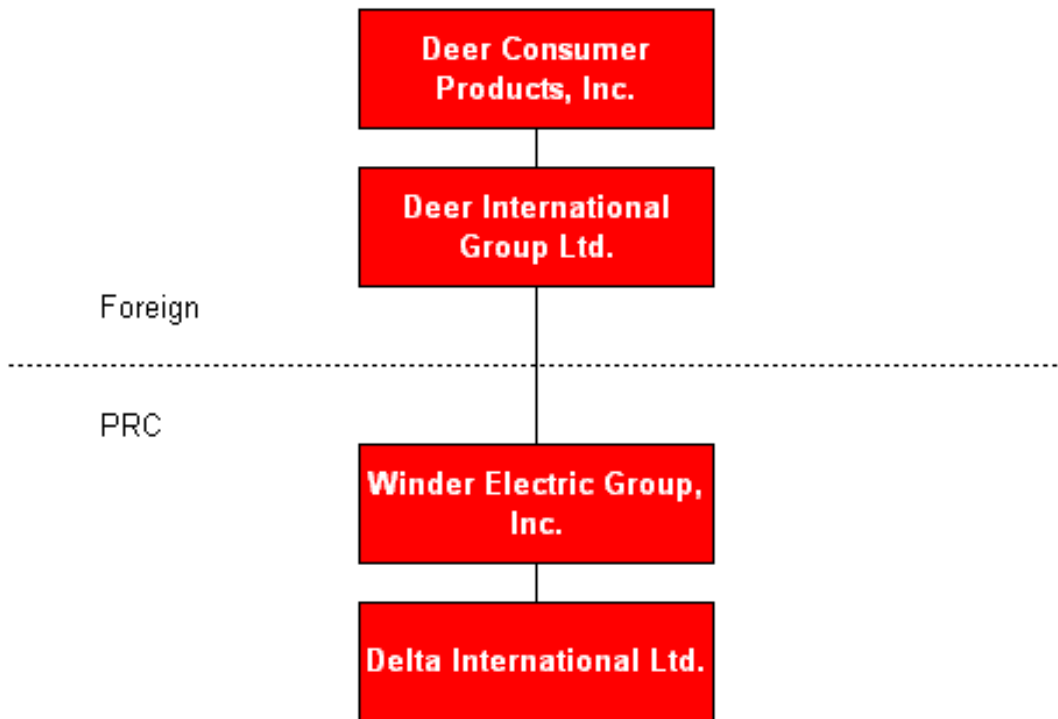 Deer Consumer
Products, Inc.
Deer International
Group Ltd.
Foreign
PRC
Winder Electric Group,
Inc.
Delta International Ltd.